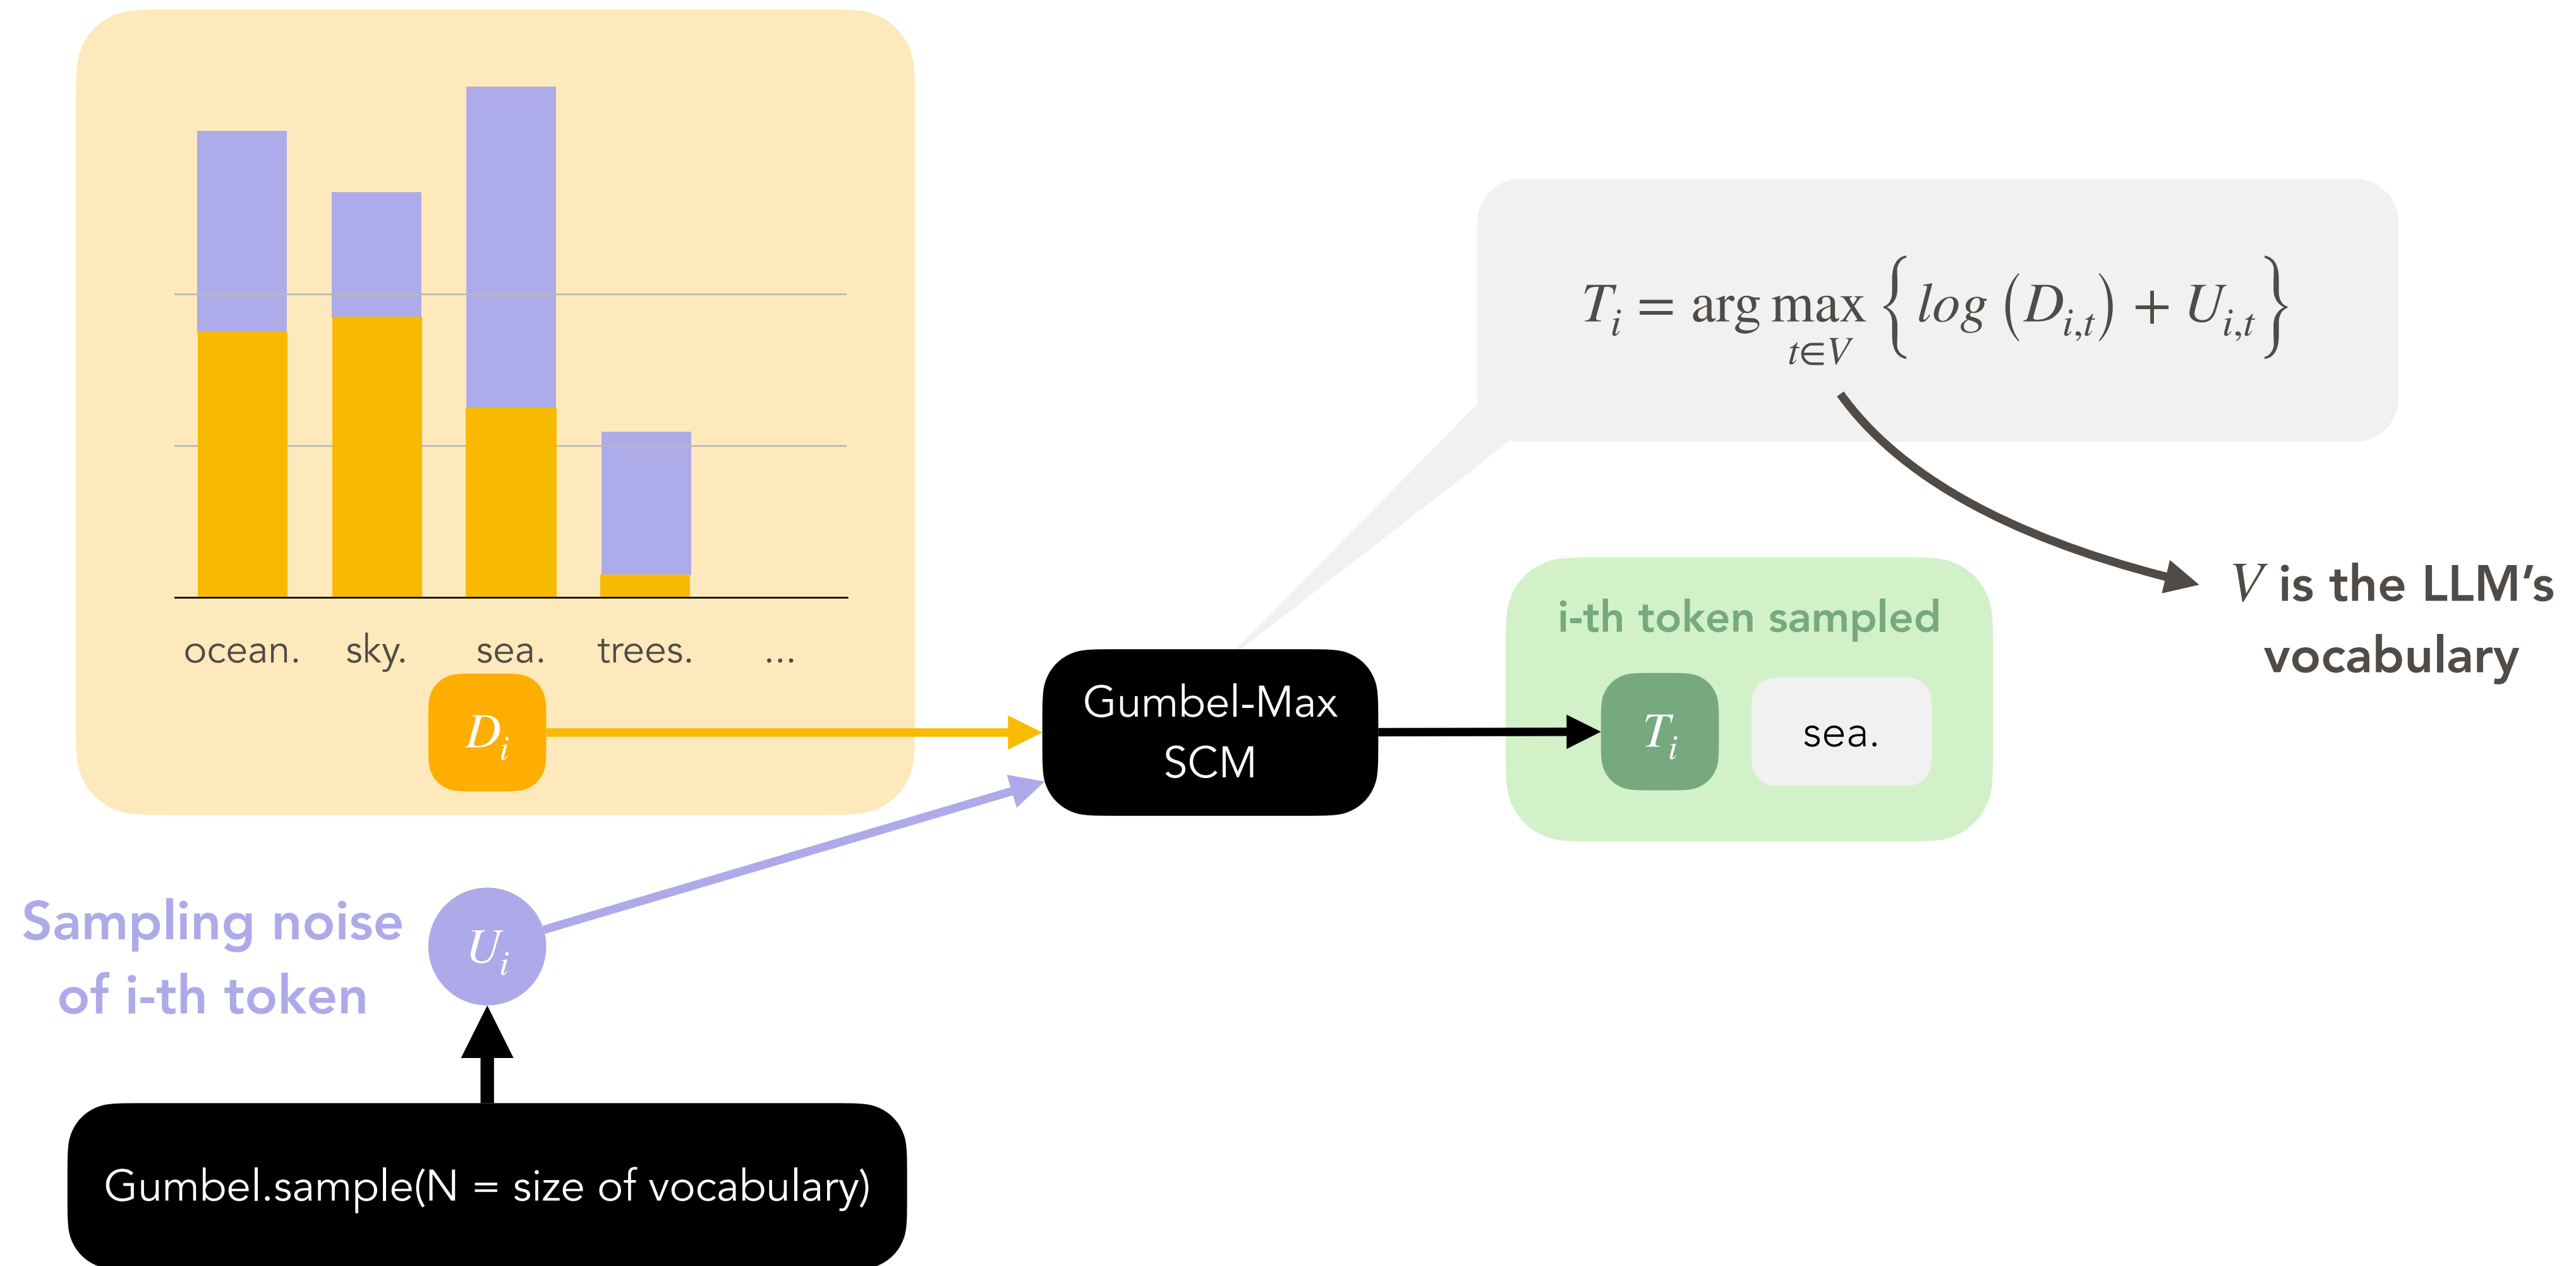 ocean. sky. sea. trees. ...
D_i
Sampling noise
of i-th token
U_i
Gumbel.sample(N = size of vocabulary)
Gumbel-Max
SCM
T_i = arg max_{t∈V} { log (D_{i,t}) + U_{i,t} }
V is the LLM's
vocabulary
i-th token sampled
T_i sea.